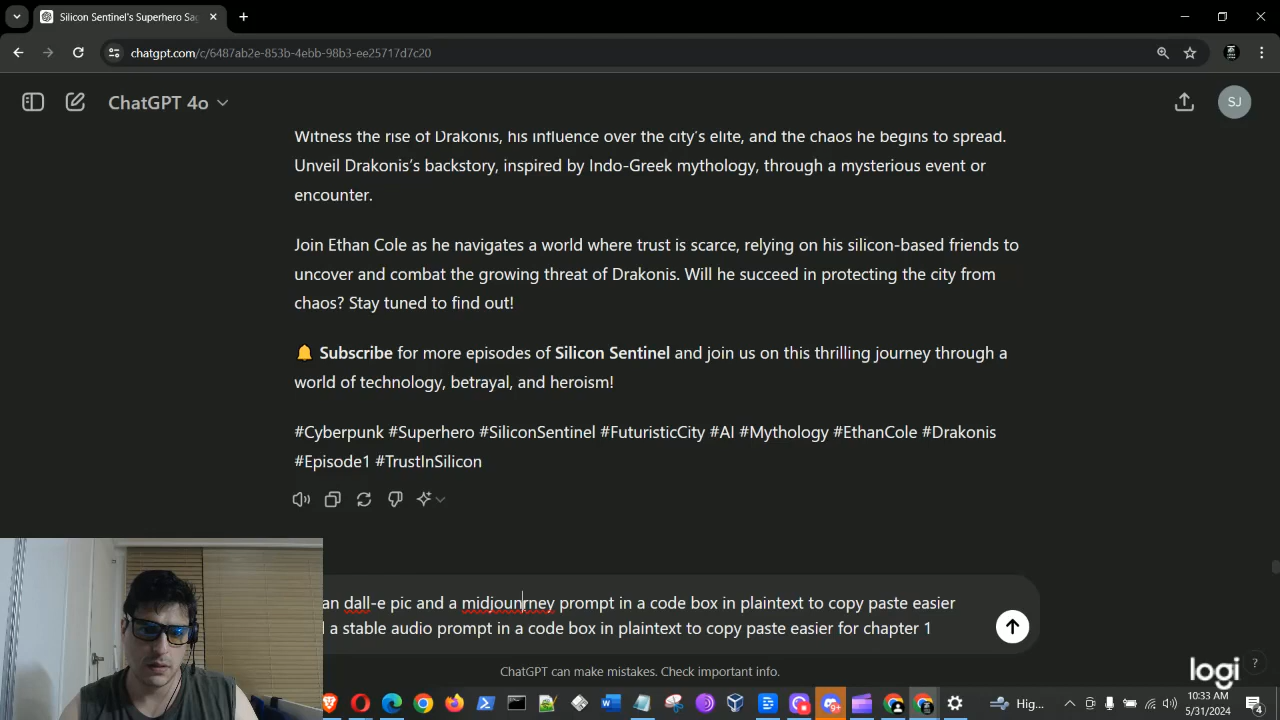 Silicon Sentinel's Superhero Sag
chatgpt.com/c/6487ab2e-853b-4ebb-98b3-ee25717d7c20
ChatGPT 4o
SJ
Witness the rise of Drakonis, his influence over the city's elite, and the chaos he begins to spread.
Unveil Drakonis's backstory, inspired by Indo-Greek mythology, through a mysterious event or
encounter.
Join Ethan Cole as he navigates a world where trust is scarce, relying on his silicon-based friends to
uncover and combat the growing threat of Drakonis. Will he succeed in protecting the city from
chaos? Stay tuned to find out!
🔔 Subscribe for more episodes of Silicon Sentinel and join us on this thrilling journey through a
world of technology, betrayal, and heroism!
#Cyberpunk #Superhero #SiliconSentinel #FuturisticCity #AI #Mythology #EthanCole #Drakonis
#Episode1 #TrustInSilicon
an dall-e pic and a midjounrney prompt in a code box in plaintext to copy paste easier
a stable audio prompt in a code box in plaintext to copy paste easier for chapter 1
ChatGPT can make mistakes. Check important info.
?
logi
9+
Hig...
10:33 AM
5/31/2024
4